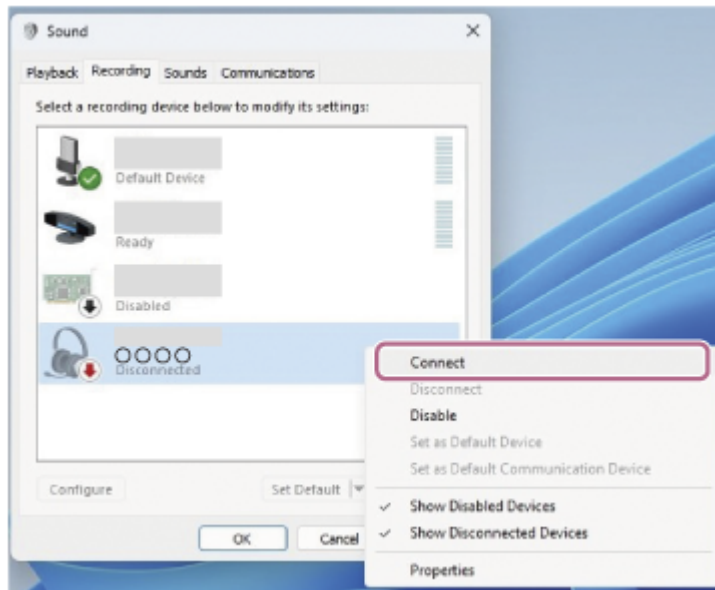 Sound
Playback Recording Sounds Communications
Select a recording device below to modify its settings:
Default Device
Ready
Disabled
○○○○
Disconnected
Connect
Disconnect
Disable
Set as Default Device
Set as Default Communication Device
Configure
Set Default
✓ Show Disabled Devices
✓ Show Disconnected Devices
OK
Cancel
Properties